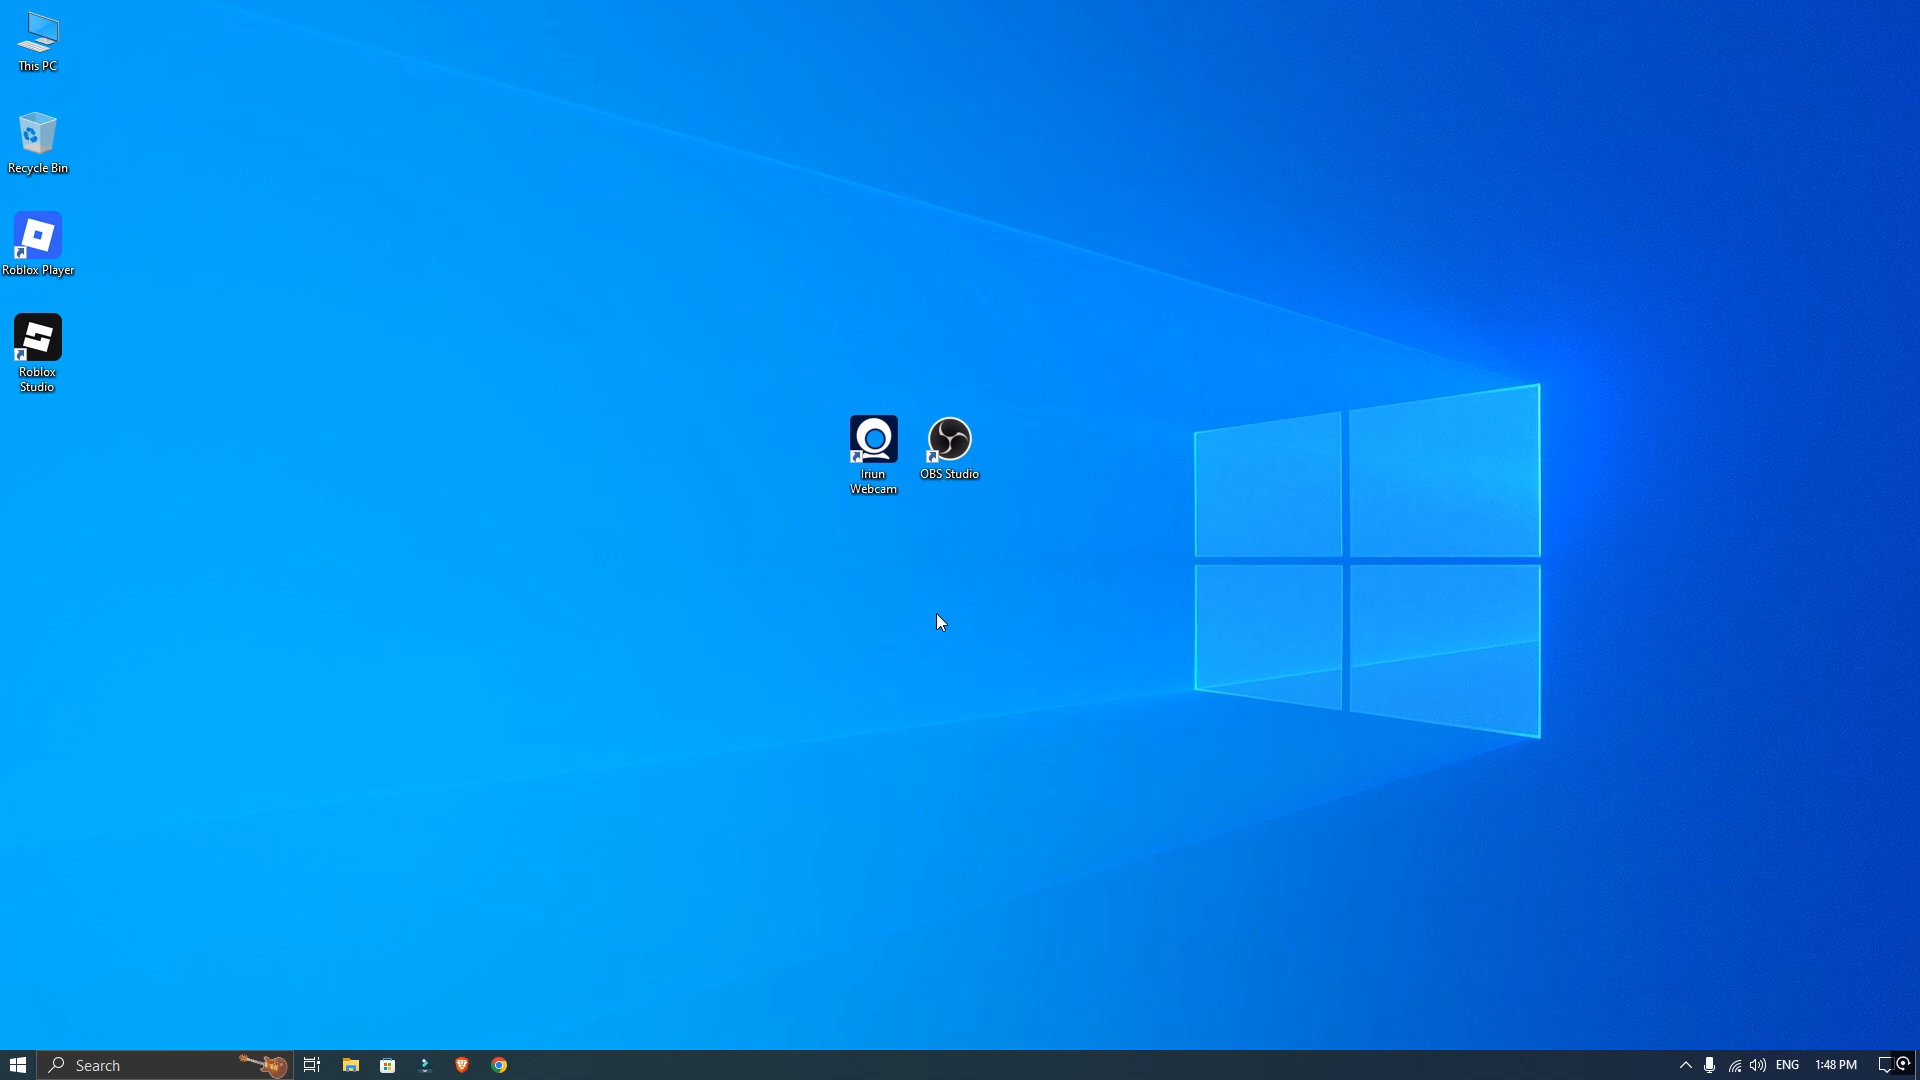 This PC
Recycle Bin
Roblox Player
Roblox
Studio
Iriun
Webcam
OBS Studio
Search
ENG
1:48 PM